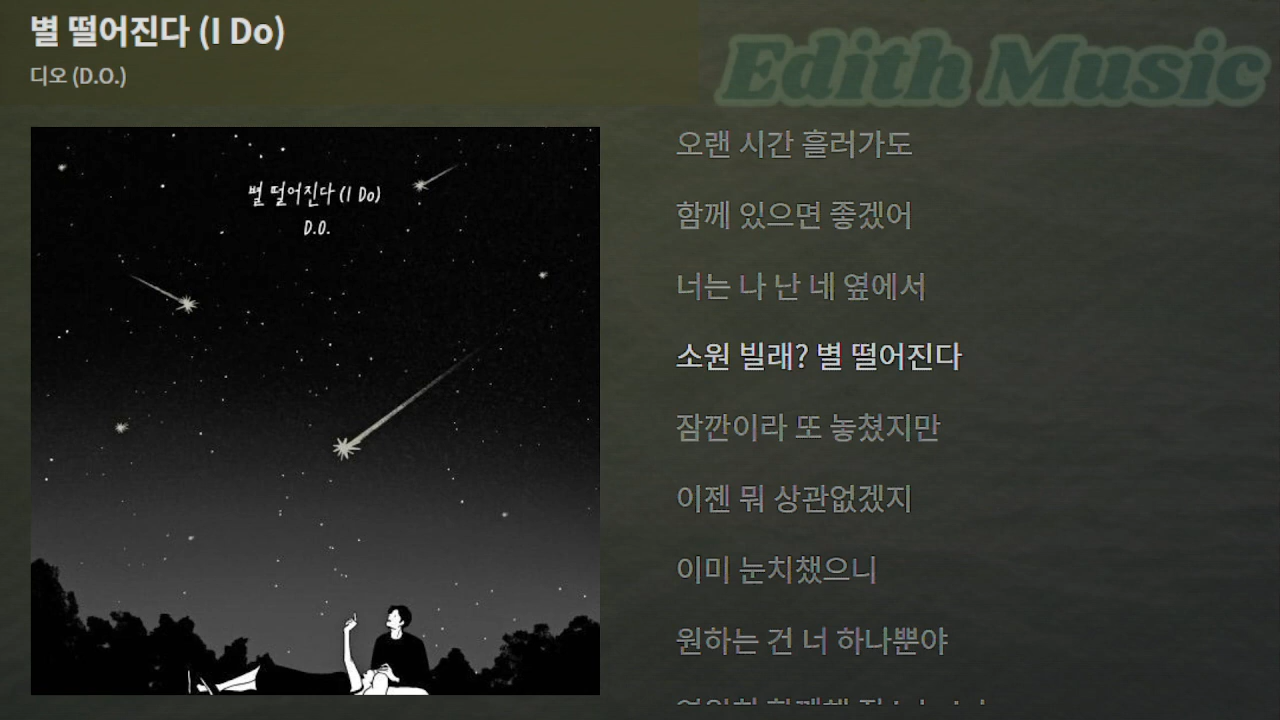 별 떨어진다 (I Do)
디오 (D.O.)
Edith Music
별 떨어진다 (I Do)
D.O.
오랜 시간 흘러가도
함께 있으면 좋겠어
너는 나 난 네 옆에서
소원 빌래? 별 떨어진다
잠깐이라 또 놓쳤지만
이젠 뭐 상관없겠지
이미 눈치챘으니
원하는 건 너 하나뿐야